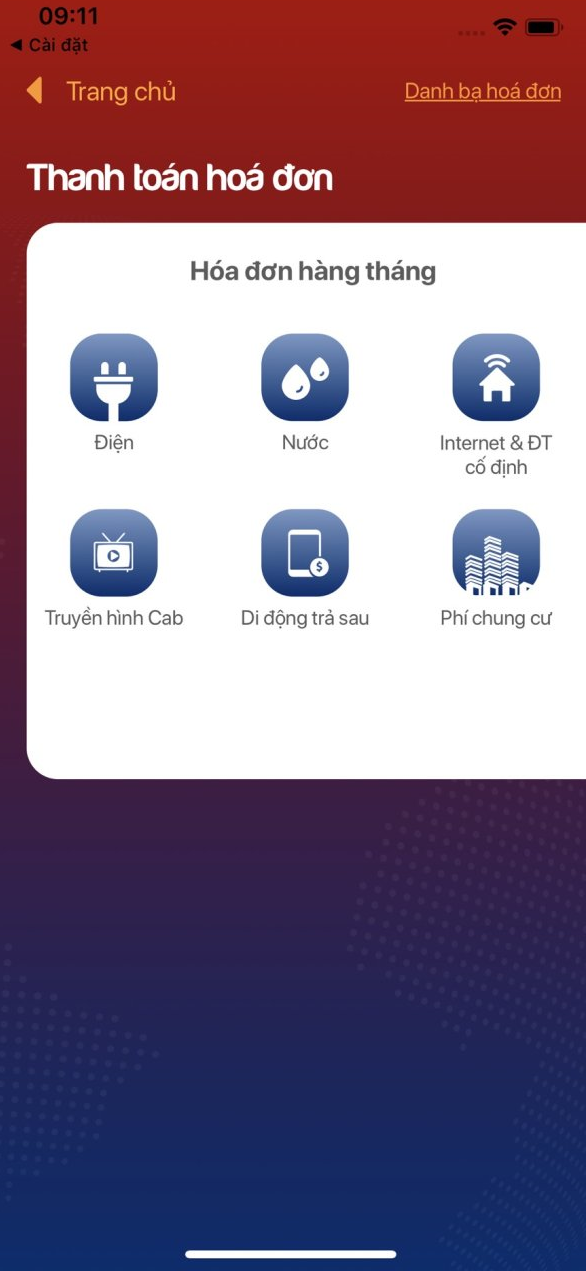 09:11
◀ Cài đặt
Trang chủ
Danh bạ hoá đơn
Thanh toán hoá đơn
Hóa đơn hàng tháng
Điện
Nước
Internet & ĐT
cố định
Truyền hình Cab
$
Di động trả sau
Phí chung cư